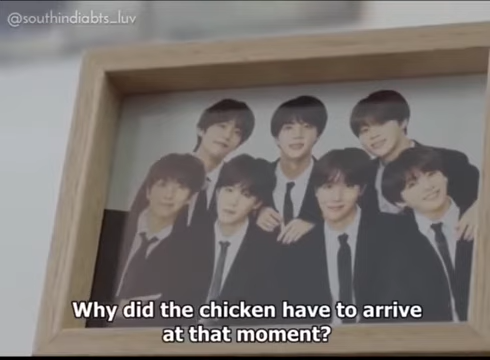 @southindiabts_luv
Why did the chicken have to arrive
at that moment?